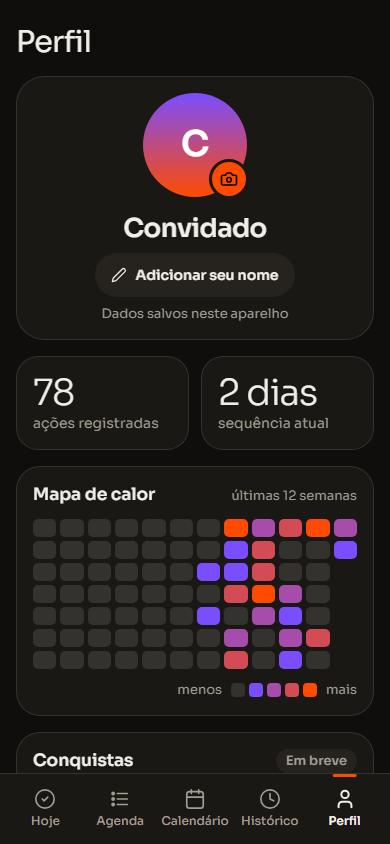 Perfil
C
Convidado
Adicionar seu nome
Dados salvos neste aparelho
78
ações registradas
2 dias
sequência atual
Mapa de calor
últimas 12 semanas
menos
mais
Conquistas
Em breve
Hoje
Agenda
Calendário
Histórico
Perfil